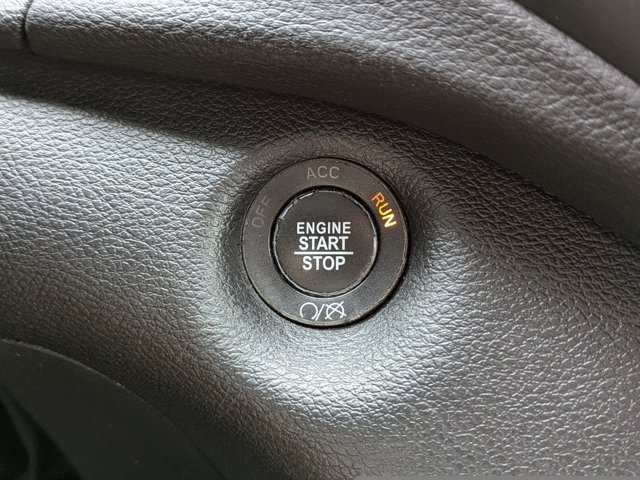 ACC
OFF
RUN
ENGINE
START
STOP